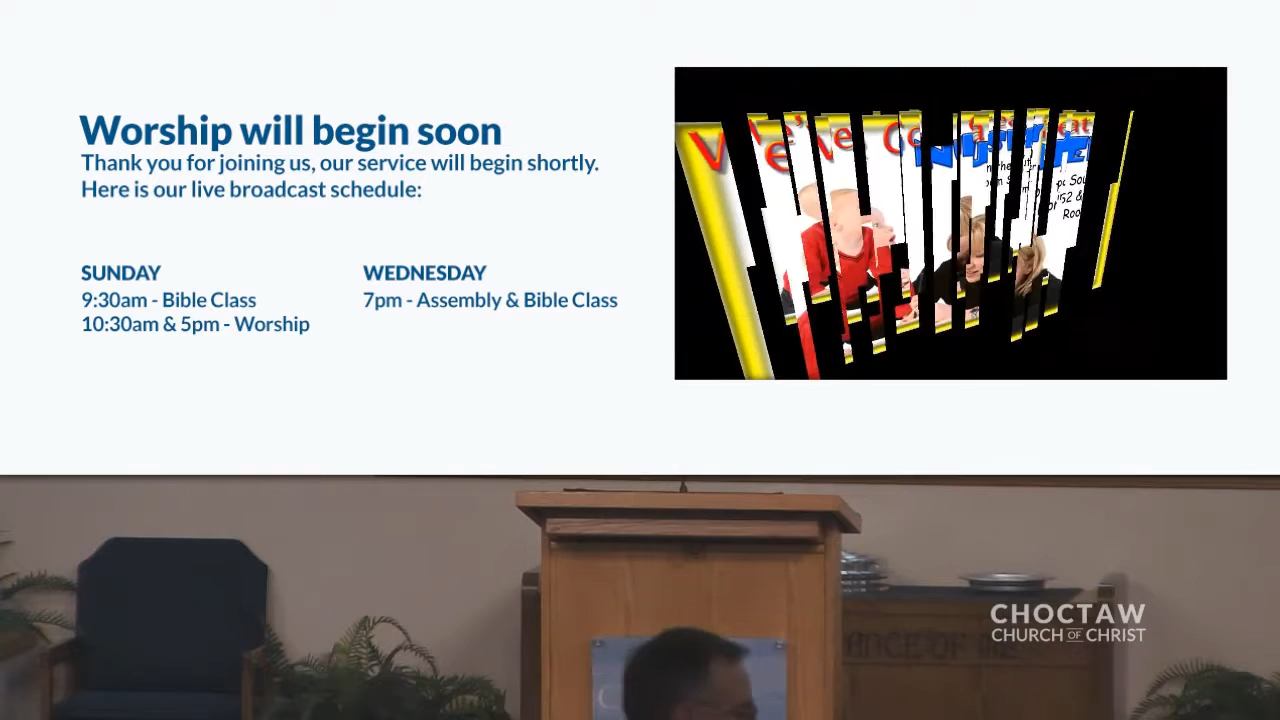 Worship will begin soon
Thank you for joining us, our service will begin shortly.
Here is our live broadcast schedule:
SUNDAY
9:30am - Bible Class
10:30am & 5pm - Worship
WEDNESDAY
7pm - Assembly & Bible Class
CHOCTAW
CHURCH OF CHRIST